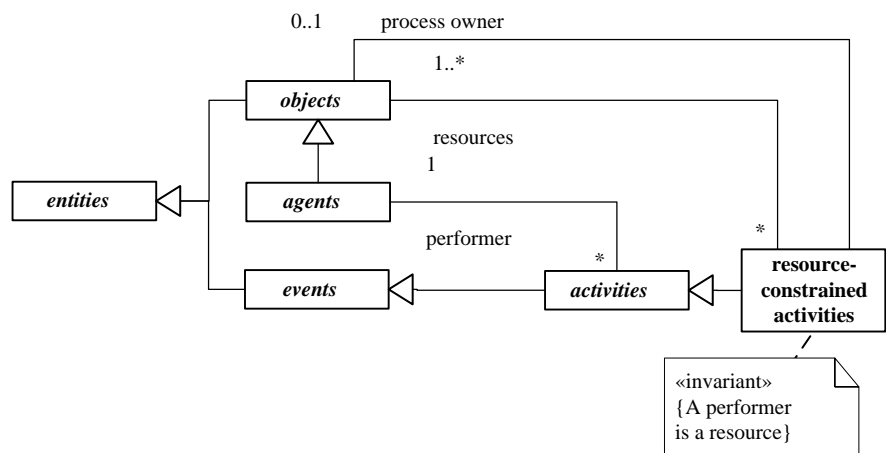 0..1 process owner
1..*
objects
resources
1
entities
agents
performer
*
*
events
activities
resource-
constrained
activities
«invariant»
{A performer
is a resource}